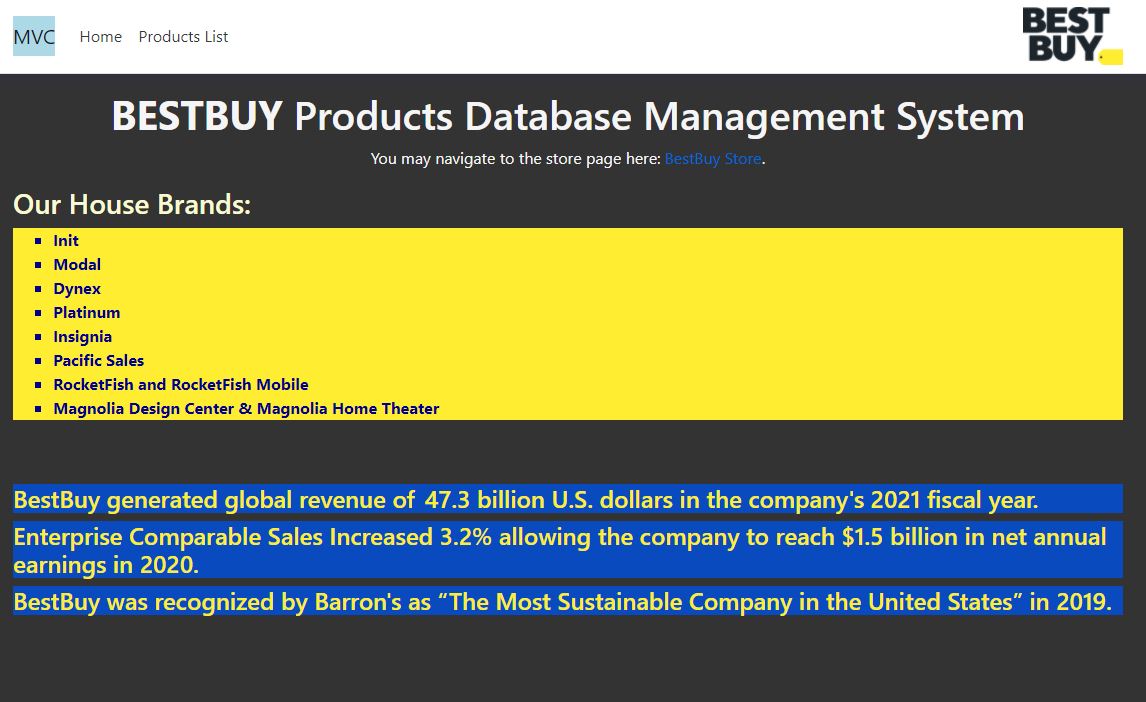 MVC Home Products List
BEST
BUY
BESTBUY Products Database Management System
You may navigate to the store page here: BestBuy Store.
Our House Brands:
Init
Modal
Dynex
Platinum
Insignia
Pacific Sales
RocketFish and RocketFish Mobile
Magnolia Design Center & Magnolia Home Theater
BestBuy generated global revenue of 47.3 billion U.S. dollars in the company's 2021 fiscal year.
Enterprise Comparable Sales Increased 3.2% allowing the company to reach $1.5 billion in net annual
earnings in 2020.
BestBuy was recognized by Barron's as “The Most Sustainable Company in the United States” in 2019.